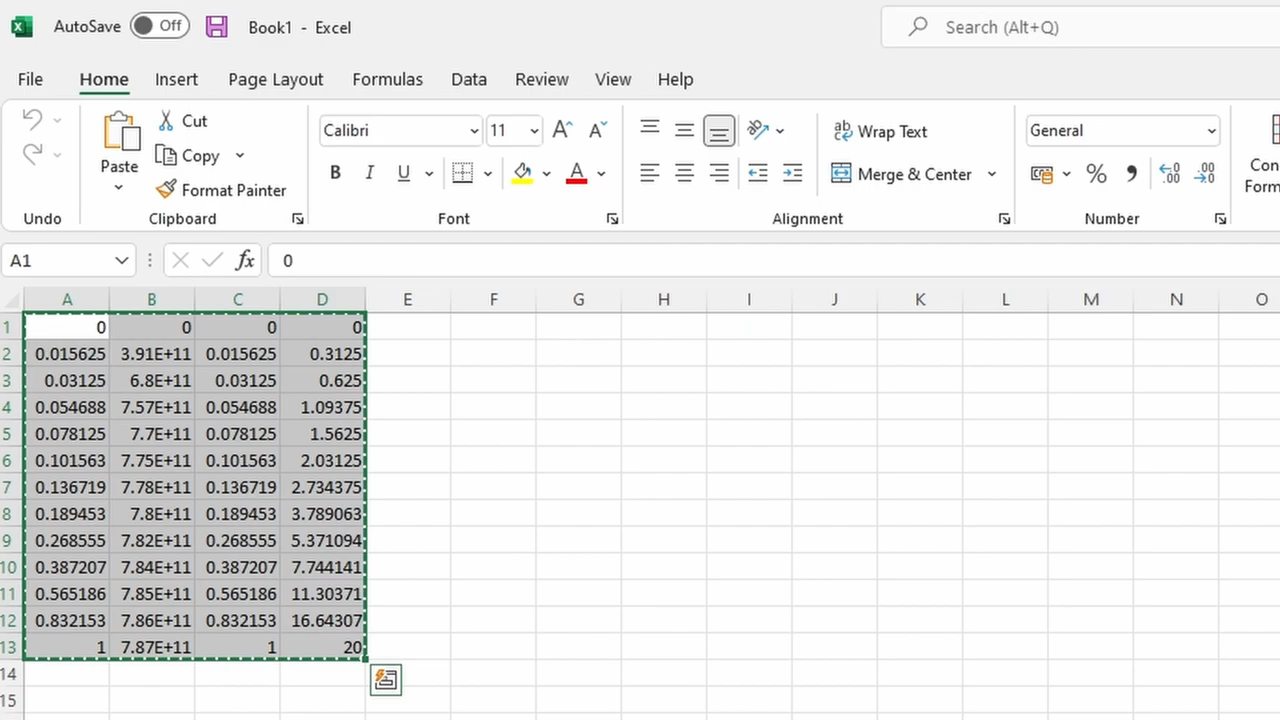 AutoSave Off Book1 - Excel Search (Alt+Q)
File Home Insert Page Layout Formulas Data Review View Help
Paste Cut Copy Format Painter
Calibri 11
B I U A
Wrap Text
Merge & Center
General
% 
Con
Form
Undo Clipboard Font Alignment Number
A1 fx 0
A B C D E F G H I J K L M N O
1 0 0 0 0
2 0.015625 3.91E+11 0.015625 0.3125
3 0.03125 6.8E+11 0.03125 0.625
4 0.054688 7.57E+11 0.054688 1.09375
5 0.078125 7.7E+11 0.078125 1.5625
6 0.101563 7.75E+11 0.101563 2.03125
7 0.136719 7.78E+11 0.136719 2.734375
8 0.189453 7.8E+11 0.189453 3.789063
9 0.268555 7.82E+11 0.268555 5.371094
10 0.387207 7.84E+11 0.387207 7.744141
11 0.565186 7.85E+11 0.565186 11.30371
12 0.832153 7.86E+11 0.832153 16.64307
13 1 7.87E+11 1 20
14
15